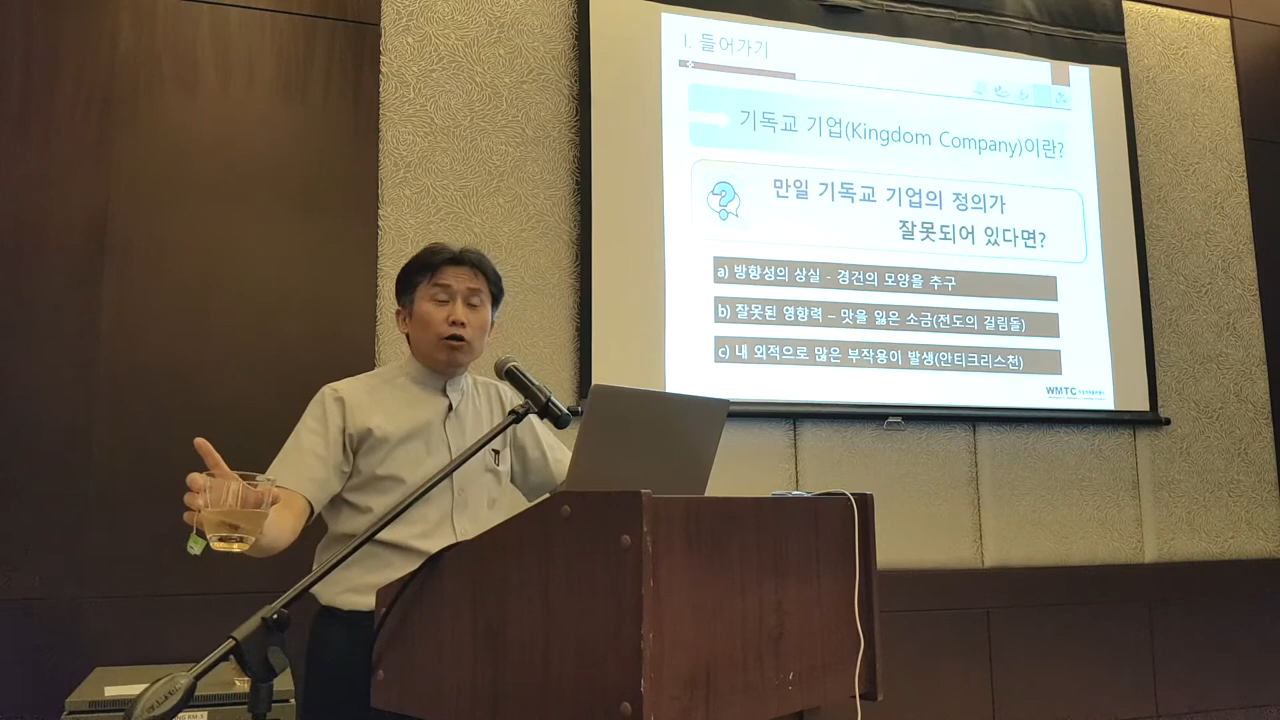 I. 들어가기
기독교 기업(Kingdom Company)이란?
만일 기독교 기업의 정의가
잘못되어 있다면?
a) 방향성의 상실 - 경건의 모양을 추구
b) 잘못된 영향력 – 맛을 잃은 소금(전도의 걸림돌)
c) 내 외적으로 많은 부작용이 발생(안티크리스천)
WMTC